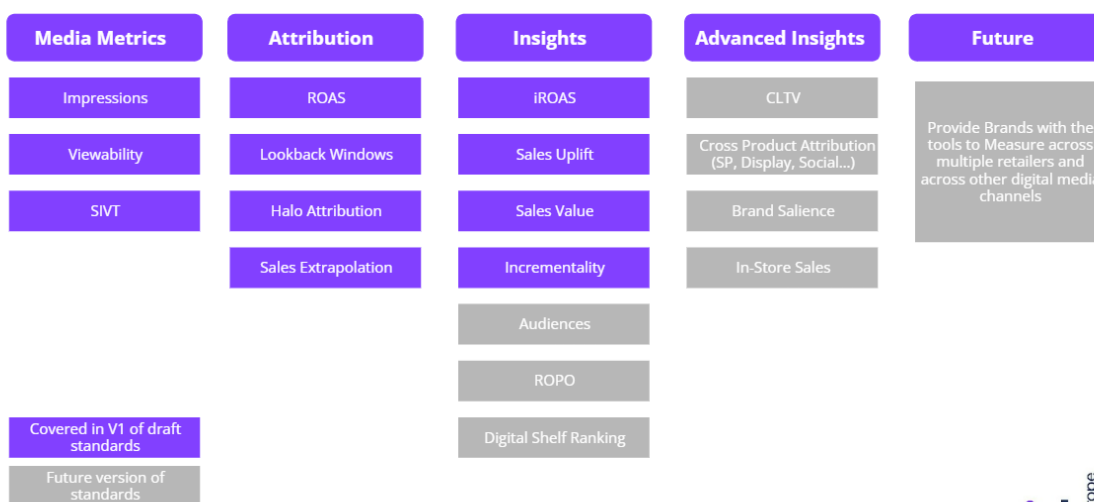 Media Metrics
Attribution
Insights
Advanced Insights
Future
Impressions
ROAS
iROAS
CLTV
Provide Brands with the
tools to Measure across
multiple retailers and
across other digital media
channels
Viewability
Lookback Windows
Sales Uplift
Cross Product Attribution
(SP, Display, Social...)
SIVT
Halo Attribution
Sales Value
Brand Salience
Sales Extrapolation
Incrementality
In-Store Sales
Audiences
ROPO
Covered in V1 of draft
standards
Digital Shelf Ranking
Future version of
standards